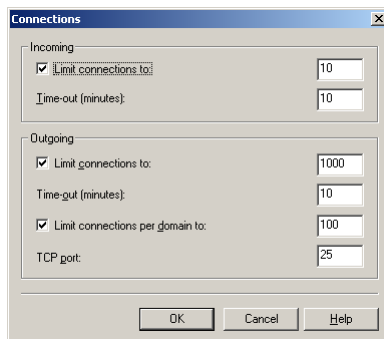 Connections
Incoming
Limit connections to: 10
Time-out (minutes): 10
Outgoing
Limit connections to: 1000
Time-out (minutes): 10
Limit connections per domain to: 100
TCP port: 25
OK Cancel Help